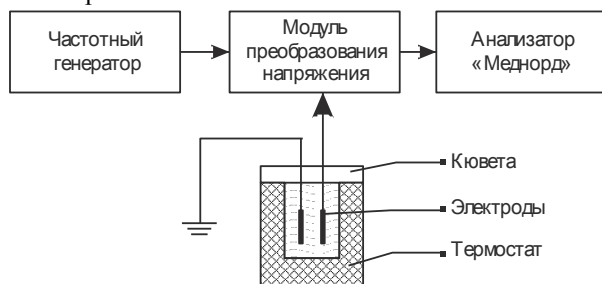 Частотный
генератор
Модуль
преобразования
напряжения
Анализатор
«Меднорд»
Кювета
Электроды
Термостат